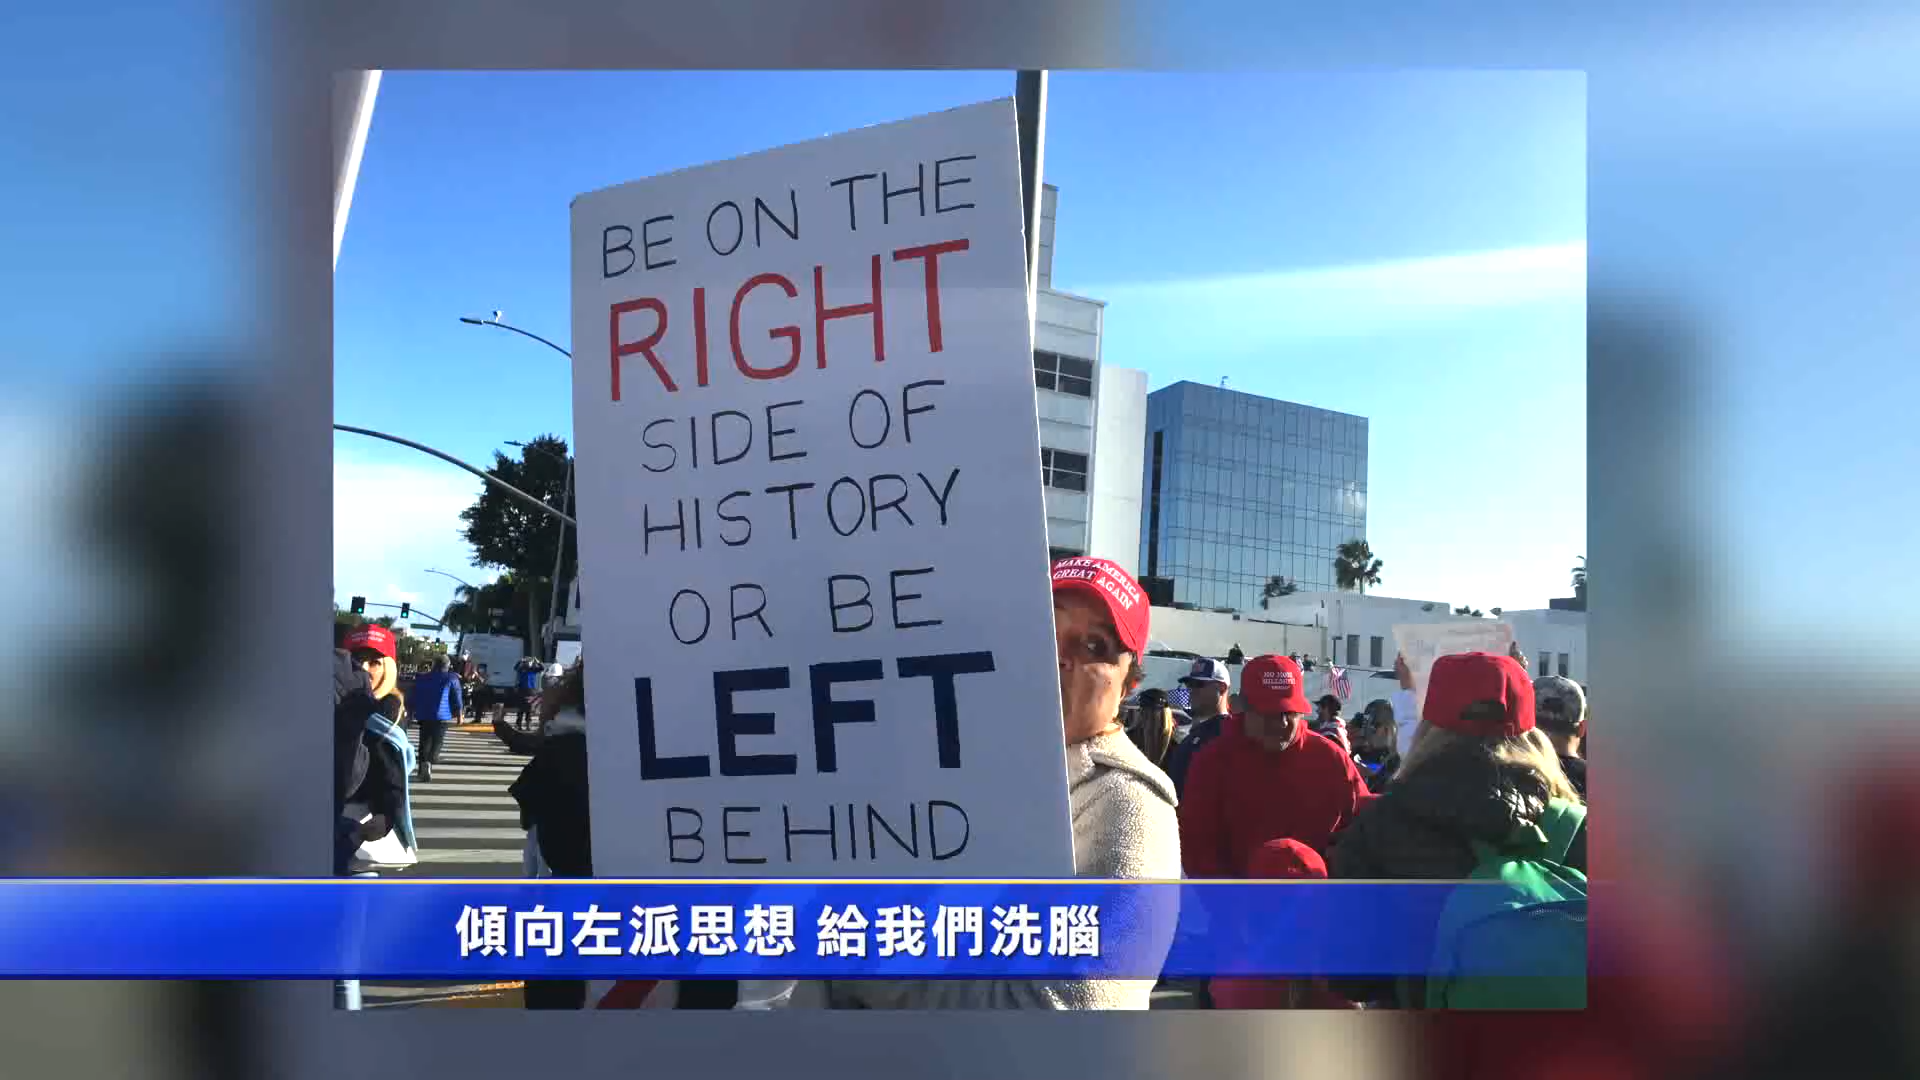 BE ON THE
RIGHT
SIDE OF
HISTORY
OR BE
LEFT
BEHIND
MAKE AMERICA
GREAT AGAIN
傾向左派思想 給我們洗腦